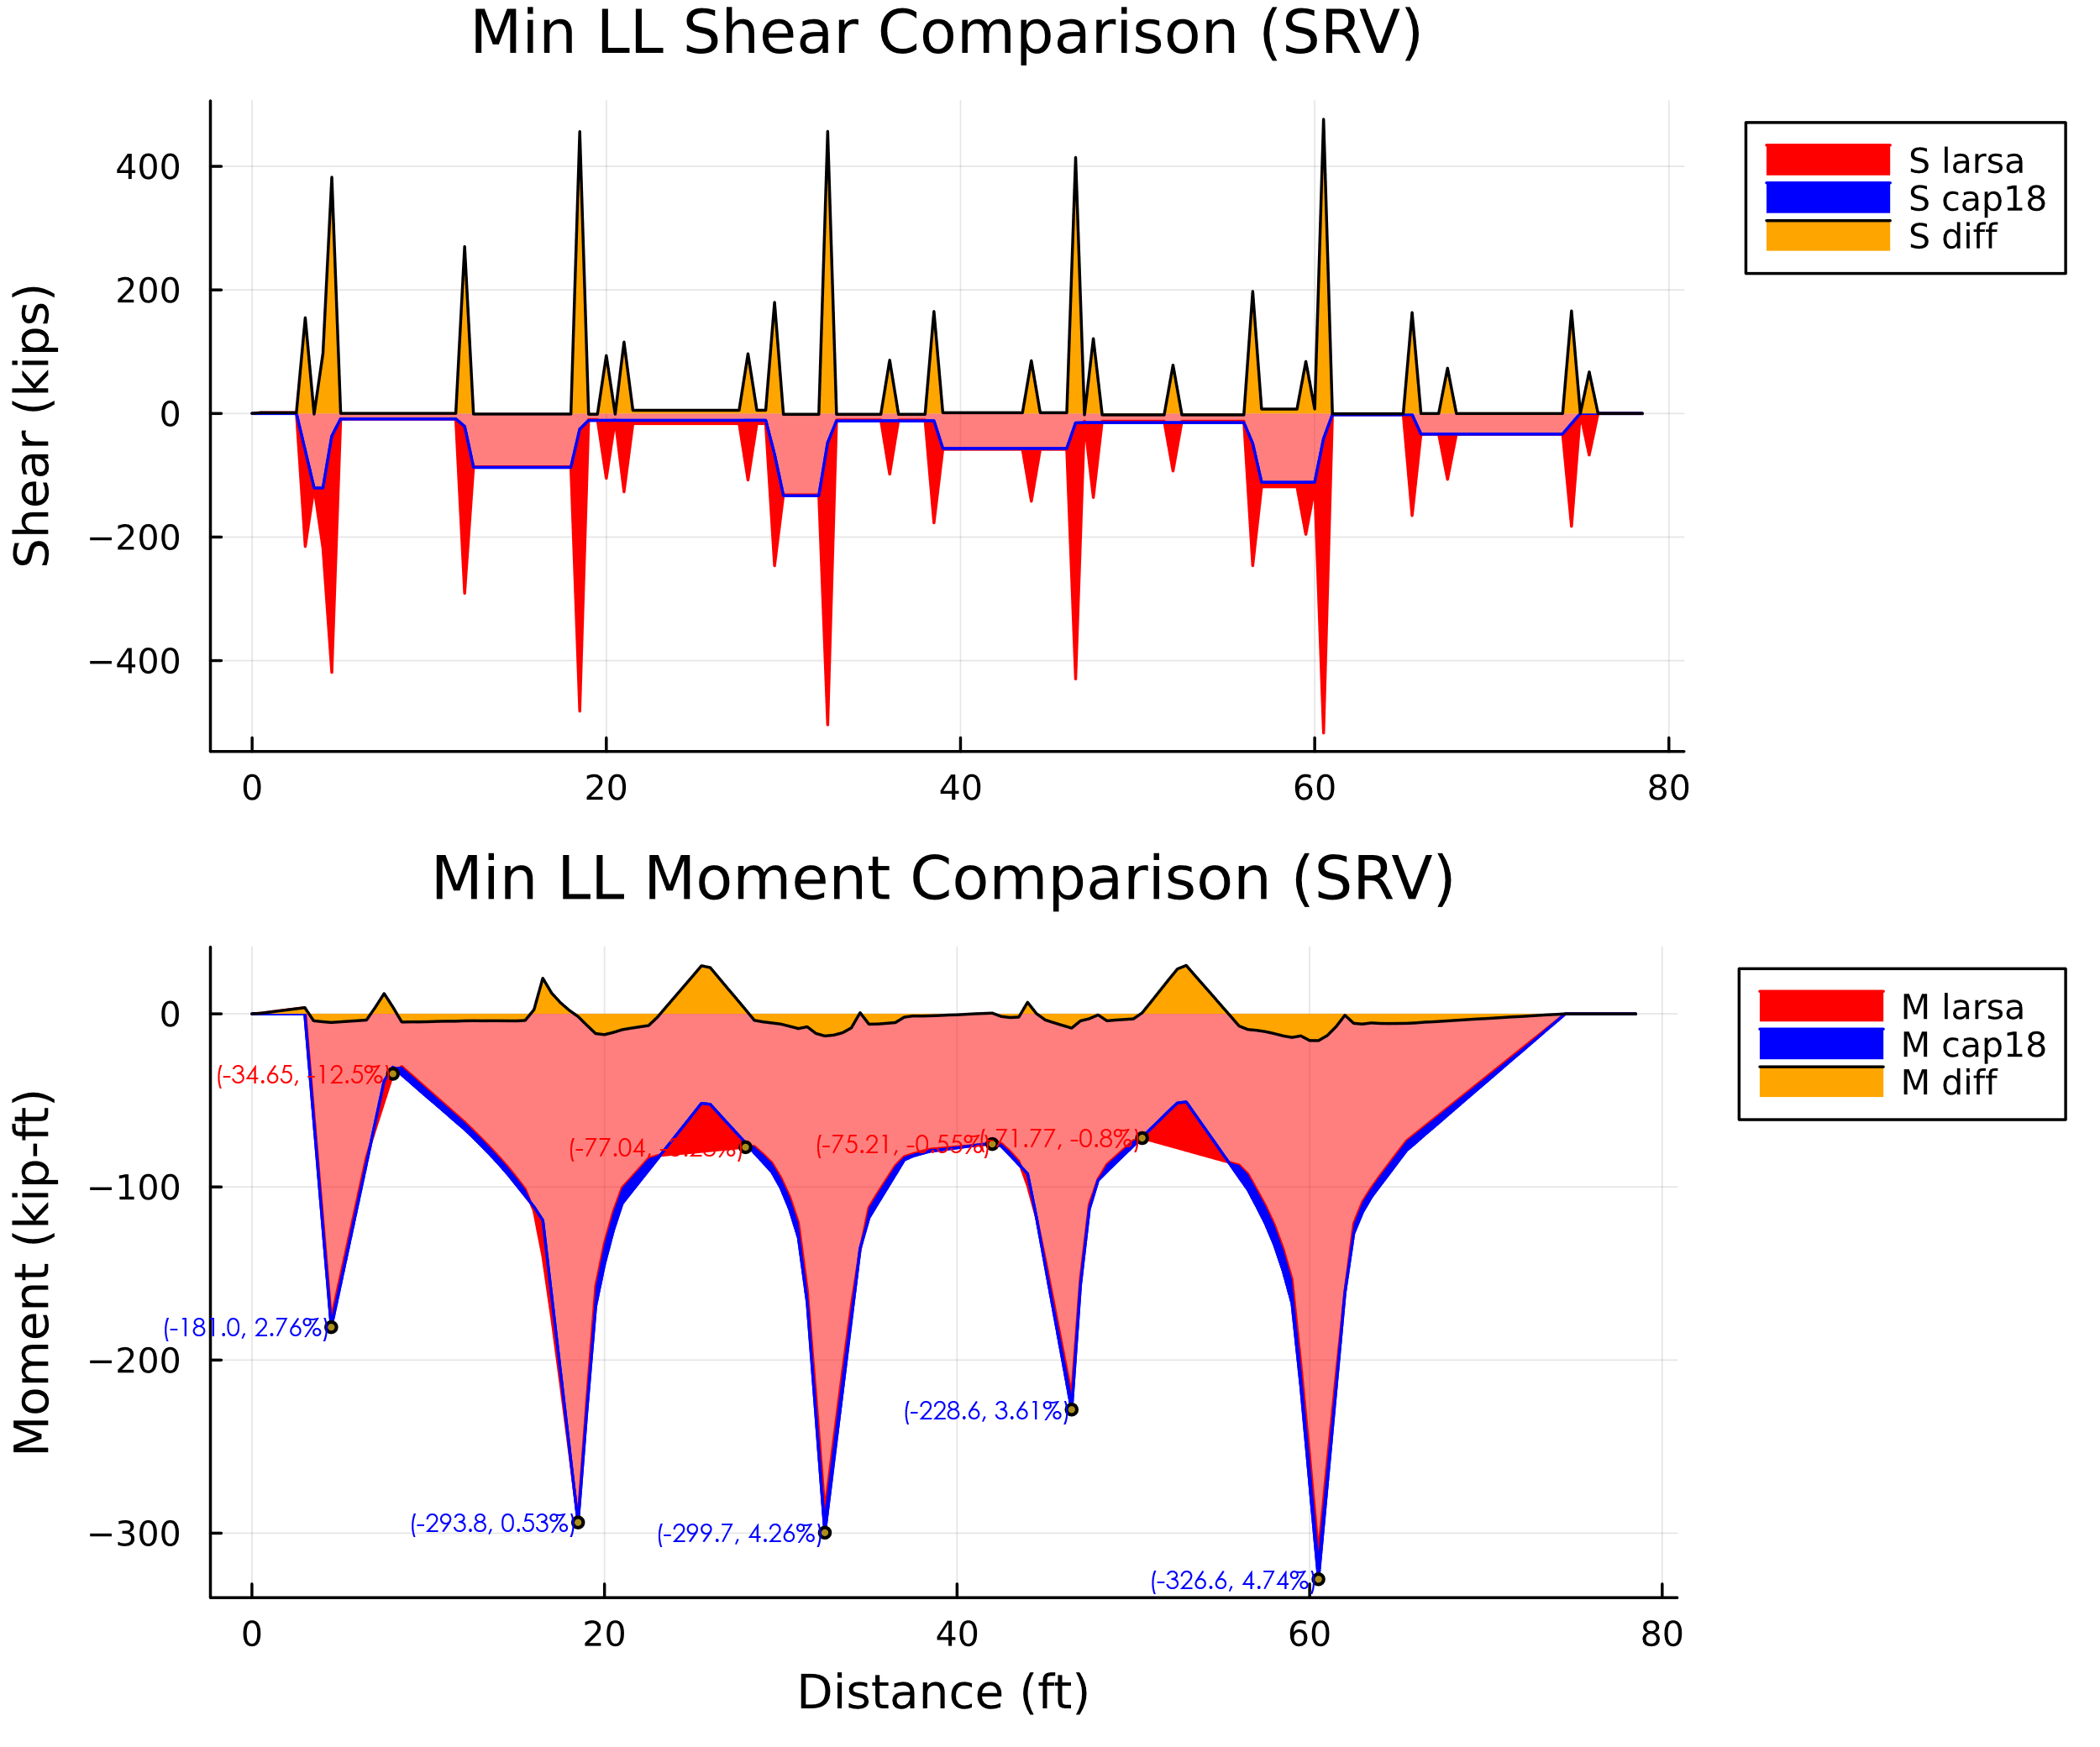 Min LL Shear Comparison (SRV)
Shear (kips)
400
200
0
−200
−400
0 20 40 60 80
S larsa
S cap18
S diff
Min LL Moment Comparison (SRV)
Moment (kip-ft)
0
−100
−200
−300
(-34.65, -12.5%)
(-77.04,
(-75.21, -0.55%)
-71.77, -0.8%)
(-181.0, 2.76%)
(-228.6, 3.61%)
(-293.8, 0.53%)
(-299.7, 4.26%)
(-326.6, 4.74%)
0 20 40 60 80
Distance (ft)
M larsa
M cap18
M diff